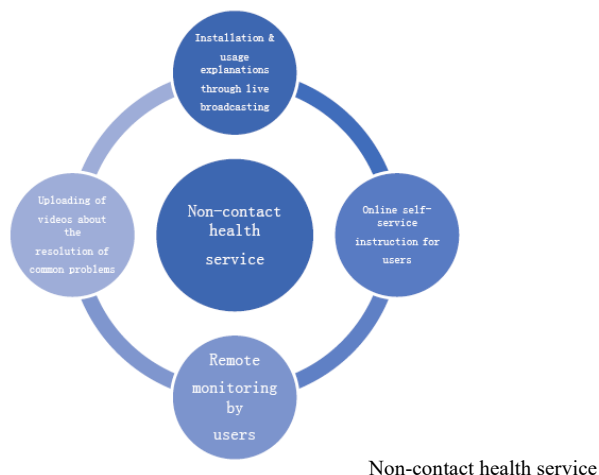 Installation &
usage
explanations
through live
broadcasting
Uploading of
videos about
the
resolution of
common problems
Non-contact
health
service
Online self-
service
instruction for
users
Remote
monitoring
by
users
Non-contact health service